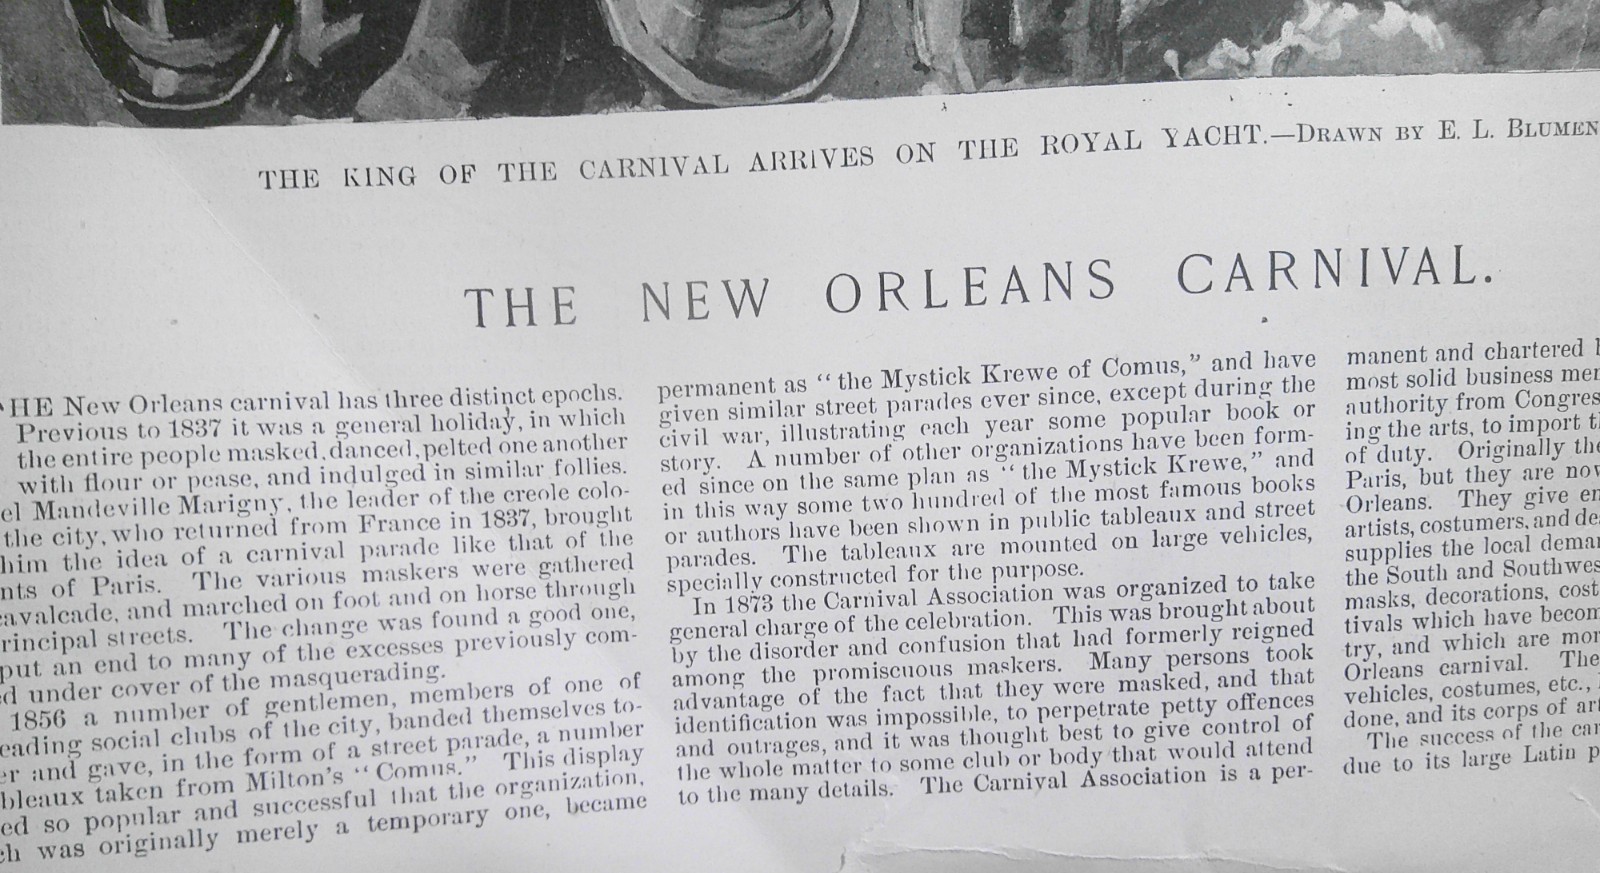 THE KING OF THE CARNIVAL ARRIVES ON THE ROYAL YACHT.—DRAWN BY E. L. BLUMEN
THE NEW ORLEANS CARNIVAL.
HE New Orleans carnival has three distinct epochs.
Previous to 1837 it was a general holiday, in which
the entire people masked, danced, pelted one another
with flour or pease, and indulged in similar follies.
el Mandeville Marigny, the leader of the creole colo-
the city, who returned from France in 1837, brought
him the idea of a carnival parade like that of the
nts of Paris. The various maskers were gathered
avalcade, and marched on foot and on horse through
rincipal streets. The change was found a good one,
put an end to many of the excesses previously com-
d under cover of the masquerading.
1856 a number of gentlemen, members of one of
eading social clubs of the city, banded themselves to-
er and gave, in the form of a street parade, a number
bleaux taken from Milton's "Comus." This display
ed so popular and successful that the organization,
ch was originally merely a temporary one, became
permanent as "the Mystick Krewe of Comus," and have
given similar street parades ever since, except during the
civil war, illustrating each year some popular book or
story. A number of other organizations have been form-
ed since on the same plan as "the Mystick Krewe," and
in this way some two hundred of the most famous books
or authors have been shown in public tableaux and street
parades. The tableaux are mounted on large vehicles,
specially constructed for the purpose.
In 1873 the Carnival Association was organized to take
general charge of the celebration. This was brought about
by the disorder and confusion that had formerly reigned
among the promiscuous maskers. Many persons took
advantage of the fact that they were masked, and that
identification was impossible, to perpetrate petty offences
and outrages, and it was thought best to give control of
the whole matter to some club or body that would attend
to the many details. The Carnival Association is a per-
manent and chartered
most solid business mer
authority from Congres
ing the arts, to import t
of duty. Originally the
Paris, but they are now
Orleans. They give en
artists, costumers, and de
supplies the local dema
the South and Southwes
masks, decorations, cost
tivals which have becom
try, and which are mor
Orleans carnival. The
vehicles, costumes, etc.,
done, and its corps of ar
The success of the car
due to its large Latin p